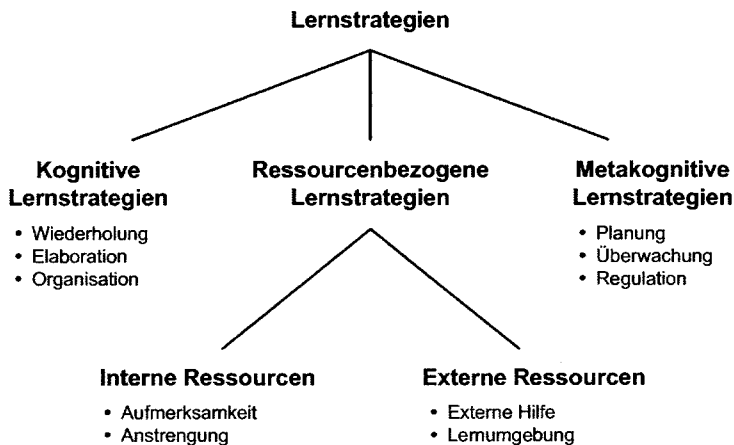 Lernstrategien
Kognitive
Lernstrategien
• Wiederholung
• Elaboration
• Organisation
Ressourcenbezogene
Lernstrategien
Metakognitive
Lernstrategien
• Planung
• Überwachung
• Regulation
Interne Ressourcen
• Aufmerksamkeit
• Anstrengung
Externe Ressourcen
• Externe Hilfe
• Lernumgebung